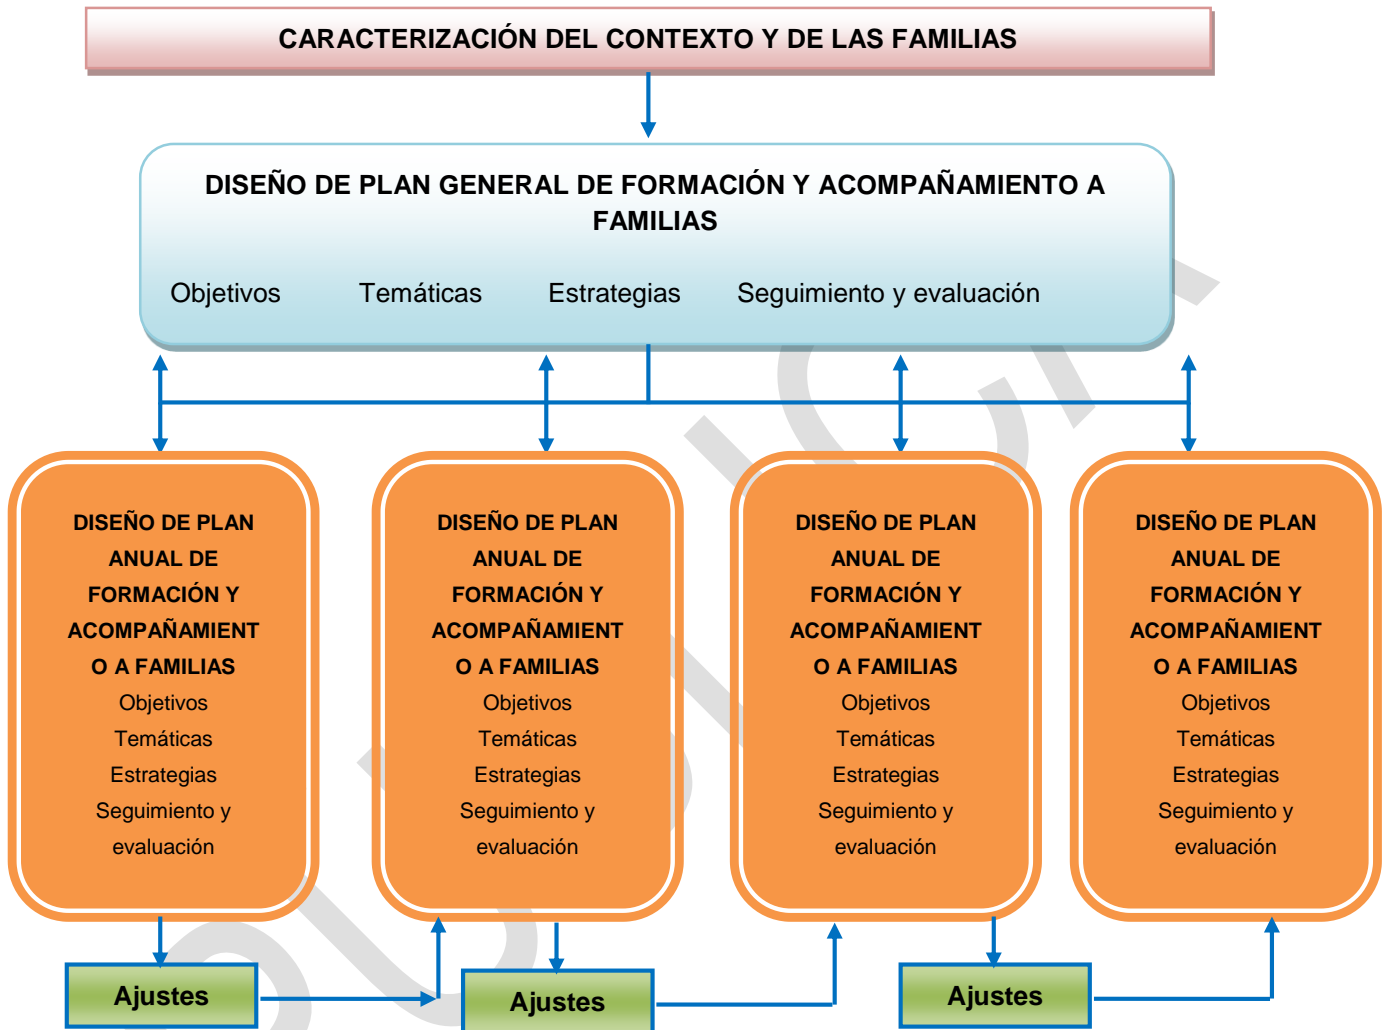 CARACTERIZACIÓN DEL CONTEXTO Y DE LAS FAMILIAS
DISEÑO DE PLAN GENERAL DE FORMACIÓN Y ACOMPAÑAMIENTO A
FAMILIAS
Objetivos Temáticas Estrategias Seguimiento y evaluación
DISEÑO DE PLAN
ANUAL DE
FORMACIÓN Y
ACOMPAÑAMIENT
O A FAMILIAS
Objetivos
Temáticas
Estrategias
Seguimiento y
evaluación
DISEÑO DE PLAN
ANUAL DE
FORMACIÓN Y
ACOMPAÑAMIENT
O A FAMILIAS
Objetivos
Temáticas
Estrategias
Seguimiento y
evaluación
DISEÑO DE PLAN
ANUAL DE
FORMACIÓN Y
ACOMPAÑAMIENT
O A FAMILIAS
Objetivos
Temáticas
Estrategias
Seguimiento y
evaluación
DISEÑO DE PLAN
ANUAL DE
FORMACIÓN Y
ACOMPAÑAMIENT
O A FAMILIAS
Objetivos
Temáticas
Estrategias
Seguimiento y
evaluación
Ajustes
Ajustes
Ajustes